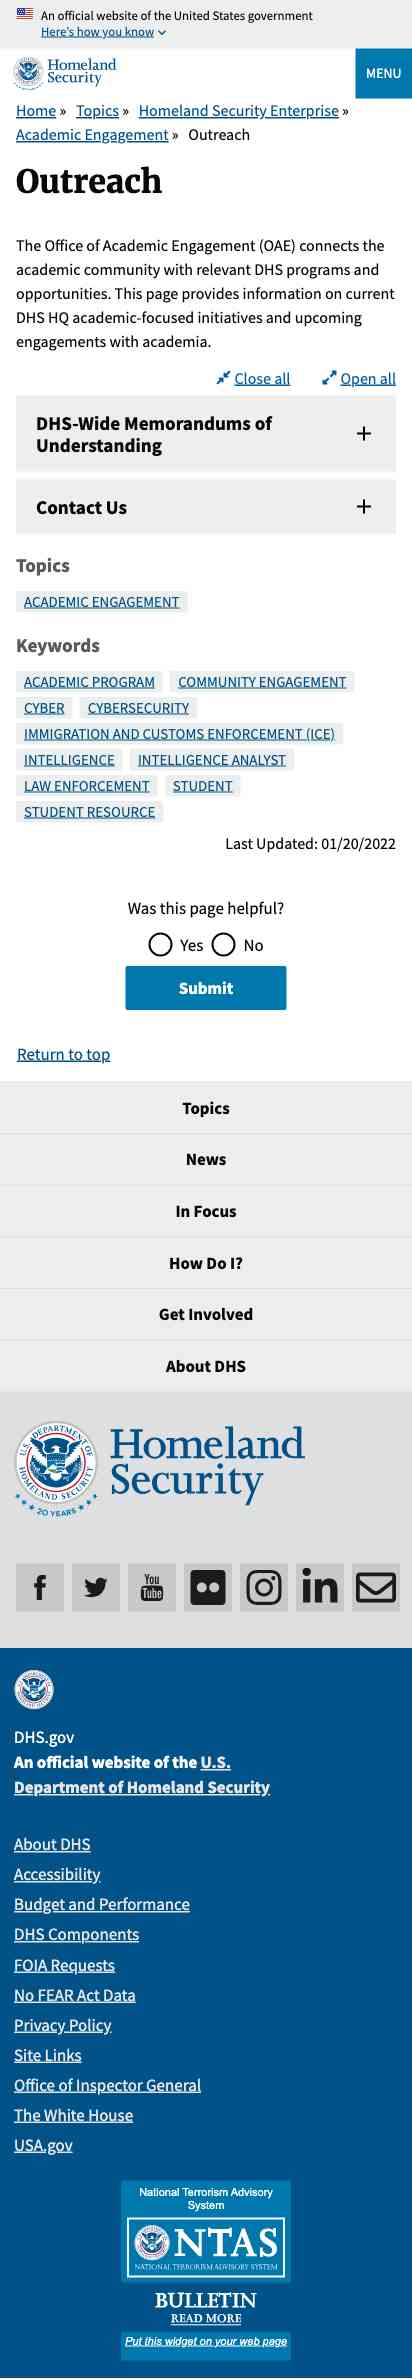 An official website of the United States government
Here's how you know
Homeland
Security
MENU
Home » Topics » Homeland Security Enterprise »
Academic Engagement » Outreach
Outreach
The Office of Academic Engagement (OAE) connects the
academic community with relevant DHS programs and
opportunities. This page provides information on current
DHS HQ academic-focused initiatives and upcoming
engagements with academia.
Close all Open all
DHS-Wide Memorandums of
Understanding
Contact Us
Topics
ACADEMIC ENGAGEMENT
Keywords
ACADEMIC PROGRAM COMMUNITY ENGAGEMENT
CYBER CYBERSECURITY
IMMIGRATION AND CUSTOMS ENFORCEMENT (ICE)
INTELLIGENCE INTELLIGENCE ANALYST
LAW ENFORCEMENT STUDENT
STUDENT RESOURCE
Last Updated: 01/20/2022
Was this page helpful?
Yes No
Submit
Return to top
Topics
News
In Focus
How Do I?
Get Involved
About DHS
U.S. DEPARTMENT OF HOMELAND SECURITY
20 YEARS
Homeland
Security
You
Tube
in
DHS.gov
An official website of the U.S.
Department of Homeland Security
About DHS
Accessibility
Budget and Performance
DHS Components
FOIA Requests
No FEAR Act Data
Privacy Policy
Site Links
Office of Inspector General
The White House
USA.gov
National Terrorism Advisory
System
NTAS
NATIONAL TERRORISM ADVISORY SYSTEM
BULLETIN
READ MORE
Put this widget on your web page